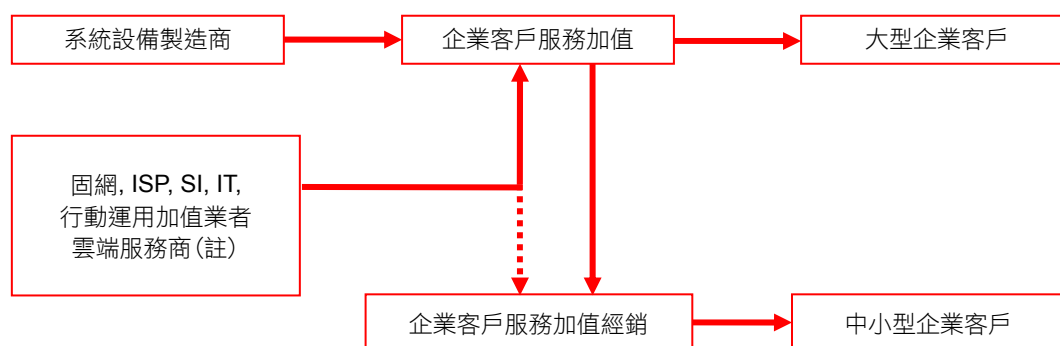 系統設備製造商
企業客戶服務加值
大型企業客戶
固網, ISP, SI, IT,
行動運用加值業者
雲端服務商(註)
企業客戶服務加值經銷
中小型企業客戶